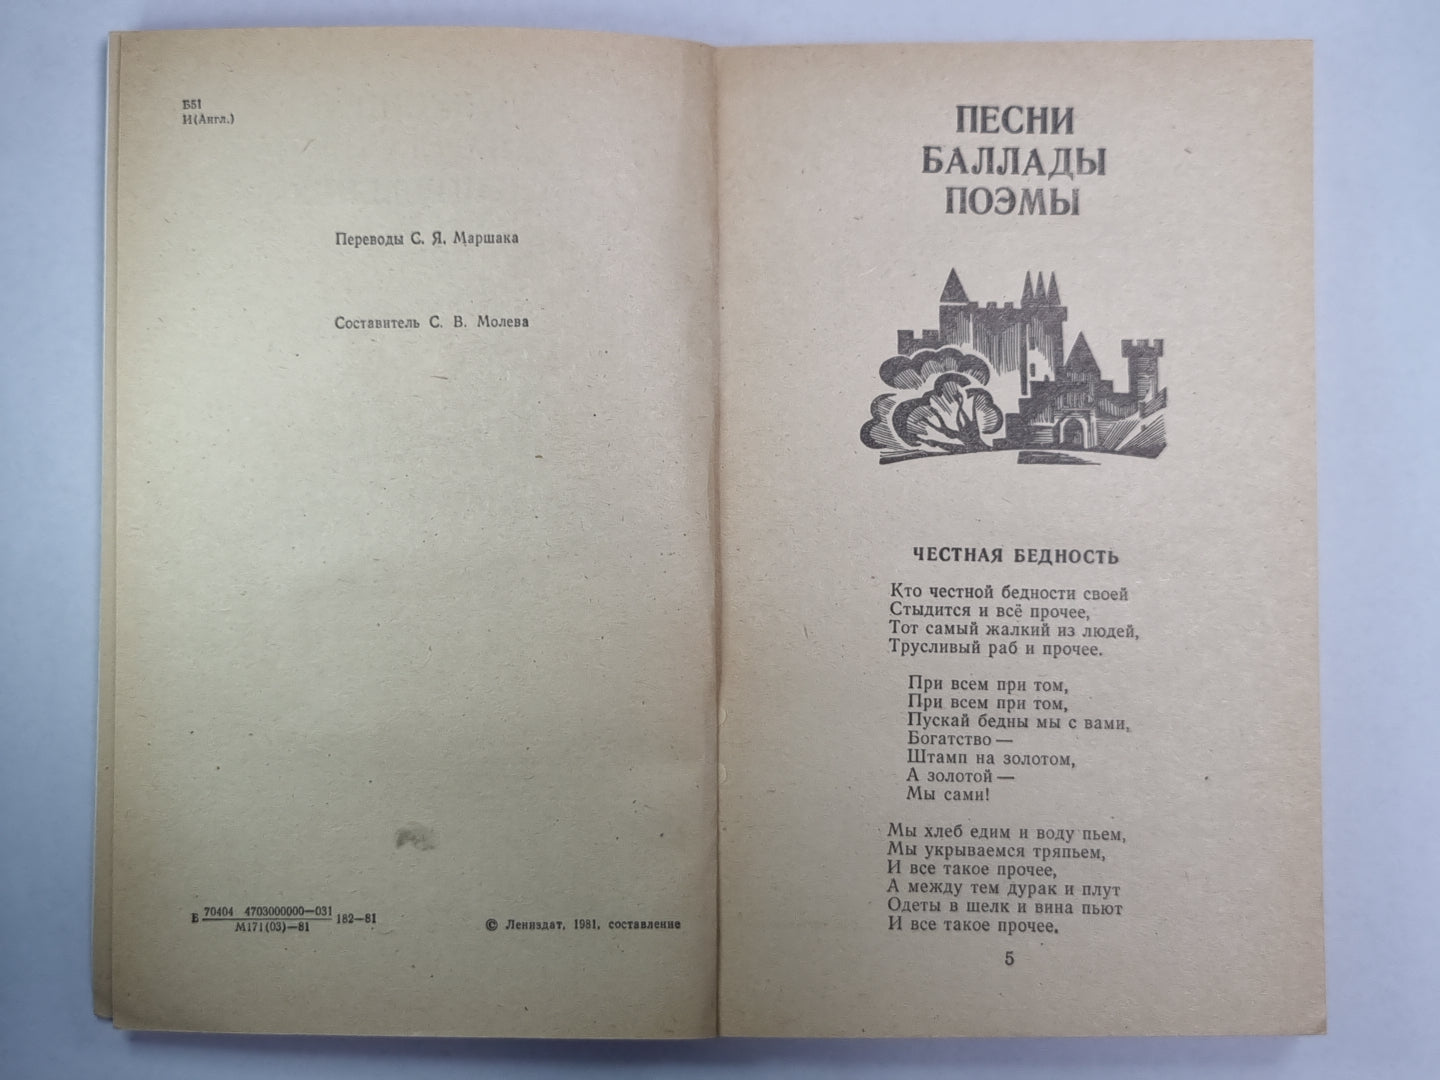 Б51
И(Англ.)
Переводы С. Я. Маршака
Составитель С. В. Молева
Б 70404 4703000000—031 182—81
М171(03)—81
© Лениздат, 1981, составление
ПЕСНИ
БАЛЛАДЫ
ПОЭМЫ
ЧЕСТНАЯ БЕДНОСТЬ
Кто честной бедности своей
Стыдится и всё прочее,
Тот самый жалкий из людей,
Трусливый раб и прочее.
При всем при том,
При всем при том,
Пускай бедны мы с вами,
Богатство —
Штамп на золотом,
А золотой —
Мы сами!
Мы хлеб едим и воду пьем,
Мы укрываемся тряпьем,
И все такое прочее,
А между тем дурак и плут
Одеты в шелк и вина пьют
И все такое прочее.
5